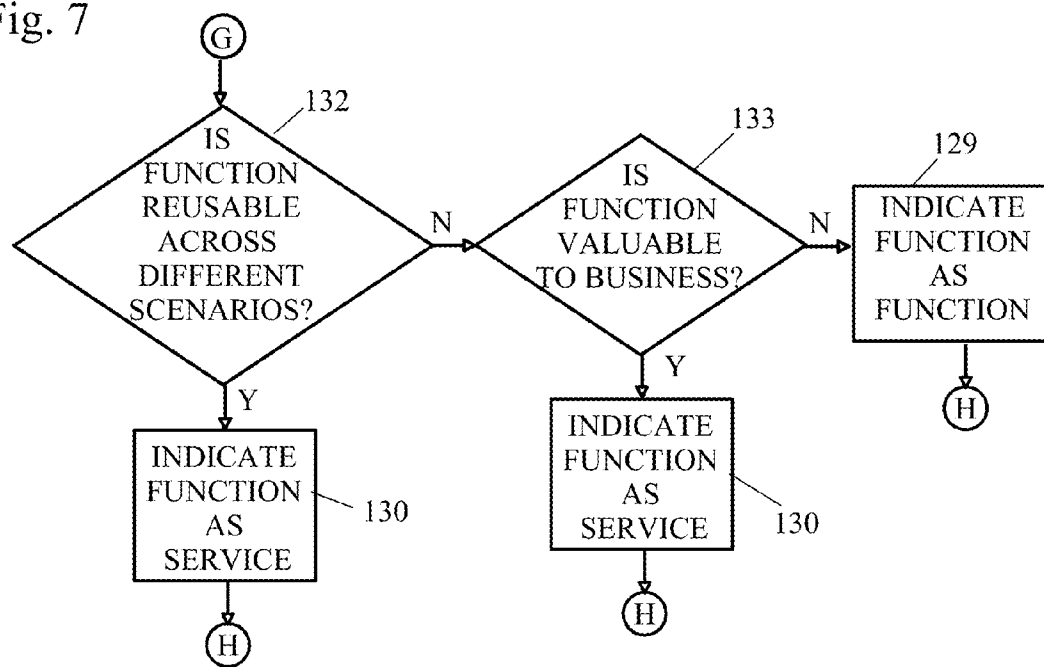 Fig. 7
G
132
IS
FUNCTION
REUSABLE
ACROSS
DIFFERENT
SCENARIOS?
N
Y
INDICATE
FUNCTION
AS
SERVICE
130
H
133
IS
FUNCTION
VALUABLE
TO BUSINESS?
N
Y
INDICATE
FUNCTION
AS
SERVICE
130
H
129
INDICATE
FUNCTION
AS
FUNCTION
H